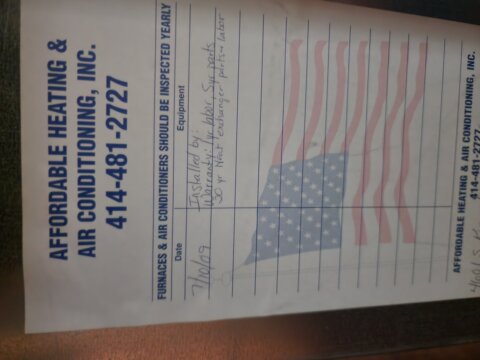 AFFORDABLE HEATING &
AIR CONDITIONING, INC.
414-481-2727
FURNACES & AIR CONDITIONERS SHOULD BE INSPECTED YEARLY
Date Equipment
7/10/09 Installed by:
Warranty: 1yr labor, 5yr parts
20 yr Heat exchanger parts & labor
AFFORDABLE HEATING & AIR CONDITIONING, INC.
414-481-2727